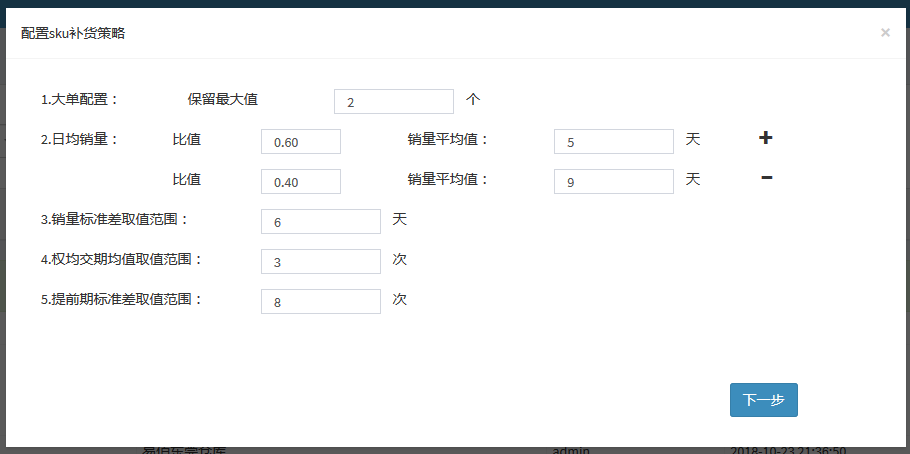 配置sku补货策略 ×
1.大单配置： 保留最大值 2 个
2.日均销量： 比值 0.60 销量平均值： 5 天 +
比值 0.40 销量平均值： 9 天 −
3.销量标准差取值范围： 6 天
4.权均交期均值取值范围： 3 次
5.提前期标准差取值范围： 8 次
下一步
admin 2018-10-23 21:36:50